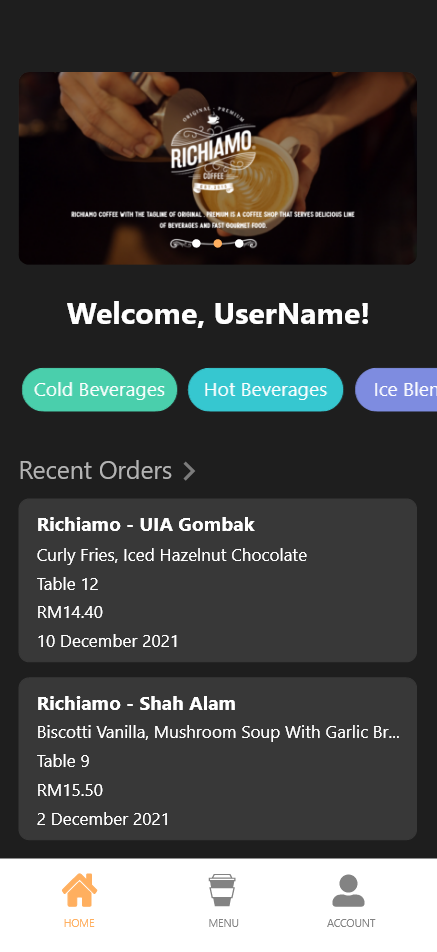 ORIGINAL - PREMIUM
RICHIAMO
COFFEE
RICHIAMO COFFEE WITH THE TAGLINE OF ORIGINAL . PREMIUM IS A COFFEE SHOP THAT SERVES DELICIOUS LINE
OF BEVERAGES AND FAST GOURMET FOOD.
Welcome, UserName!
Cold Beverages Hot Beverages Ice Blen
Recent Orders
Richiamo - UIA Gombak
Curly Fries, Iced Hazelnut Chocolate
Table 12
RM14.40
10 December 2021
Richiamo - Shah Alam
Biscotti Vanilla, Mushroom Soup With Garlic Br...
Table 9
RM15.50
2 December 2021
HOME MENU ACCOUNT